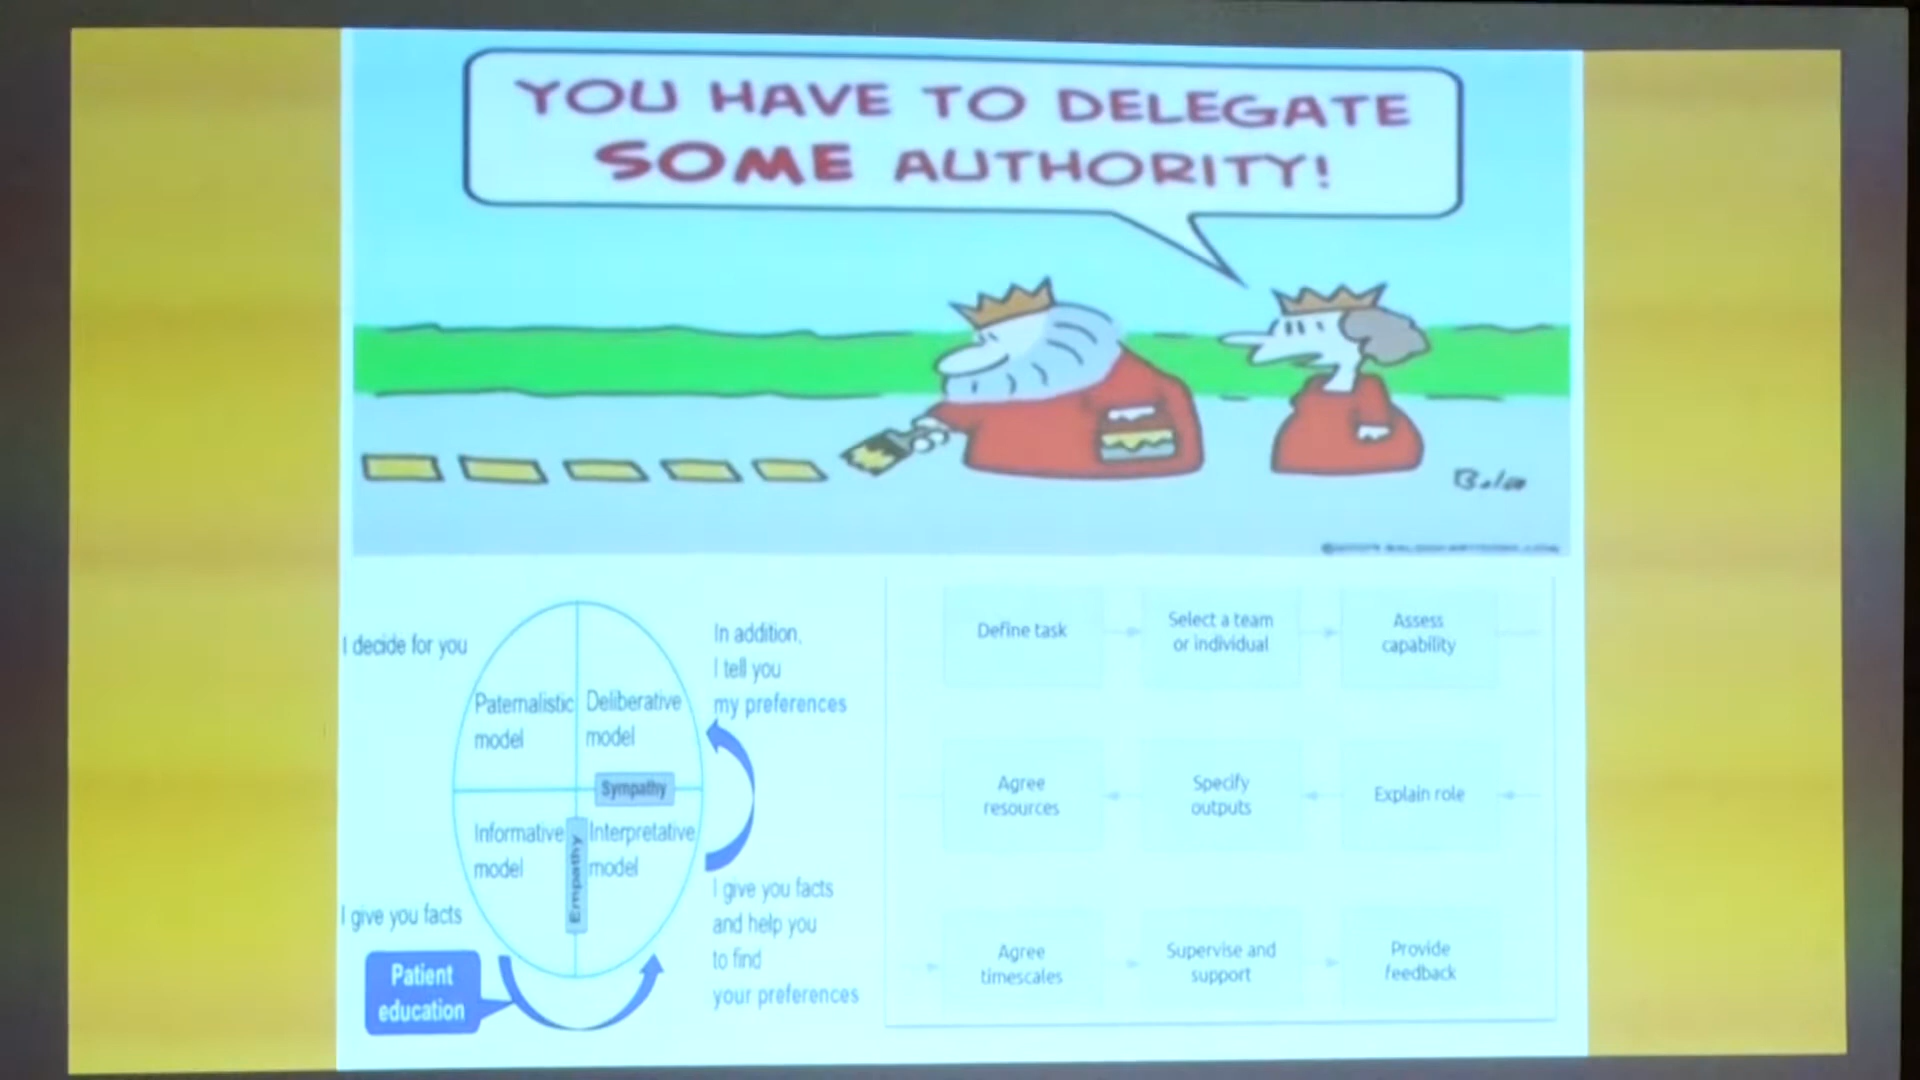 YOU HAVE TO DELEGATE
SOME AUTHORITY!
I decide for you
Paternalistic
model
Deliberative
model
In addition,
I tell you
my preferences
Sympathy
Empathy
Informative
model
Interpretative
model
I give you facts
I give you facts
and help you
to find
your preferences
Patient
education
Define task
Select a team
or individual
Assess
capability
Agree
resources
Specify
outputs
Explain role
Agree
timescales
Supervise and
support
Provide
feedback